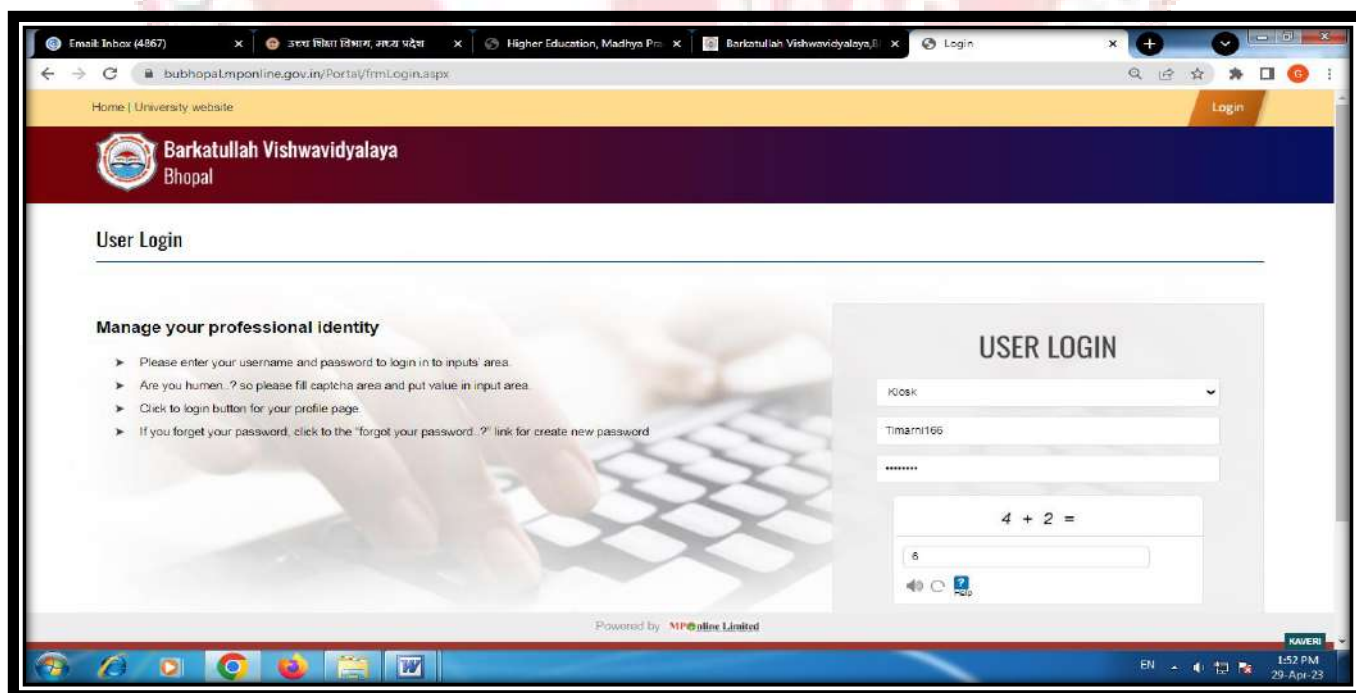 Email: Inbox (4867)
उच्च शिक्षा विभाग, मध्य प्रदेश
Higher Education, Madhya Pra
Barkatullah Vishwavidyalaya,B
Login
bubhopal.mponline.gov.in/Portal/frmLogin.aspx
G
Home | University website
Login
Barkatullah Vishwavidyalaya
Bhopal
User Login
Manage your professional identity
Please enter your username and password to login in to inputs' area.
Are you humen..? so please fill captcha area and put value in input area.
Click to login button for your profile page.
If you forget your password, click to the "forgot your password..?" link for create new password
USER LOGIN
Kiosk
Timarni166
••••••••
4 + 2 =
6
Help
Powered by MPOnline Limited
KAVERI
EN
1:52 PM
29-Apr-23